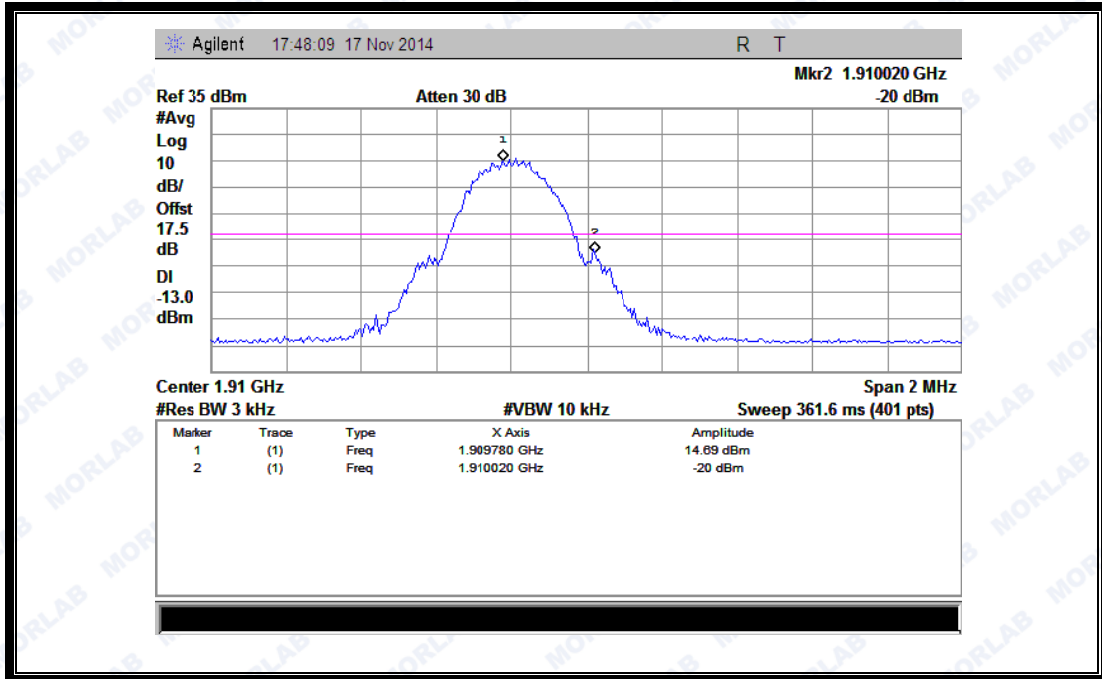 Agilent 17:48:09 17 Nov 2014 R T
Mkr2 1.910020 GHz
Ref 35 dBm Atten 30 dB -20 dBm
#Avg
Log
10
dB/
Offst
17.5
dB
DI
-13.0
dBm
1
2
Center 1.91 GHz Span 2 MHz
#Res BW 3 kHz #VBW 10 kHz Sweep 361.6 ms (401 pts)
Marker Trace Type X Axis Amplitude
1 (1) Freq 1.909780 GHz 14.69 dBm
2 (1) Freq 1.910020 GHz -20 dBm
MORLAB